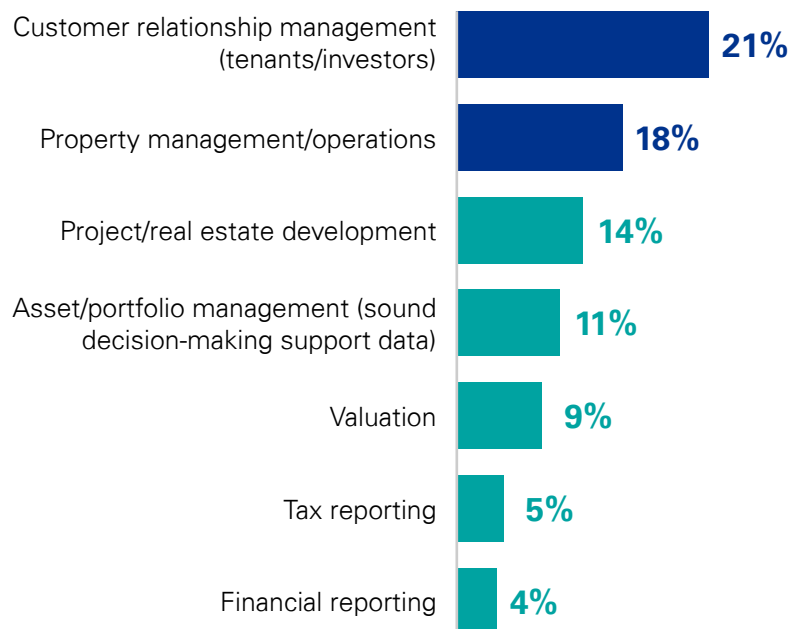 Customer relationship management
(tenants/investors)
21%
Property management/operations
18%
Project/real estate development
14%
Asset/portfolio management (sound
decision-making support data)
11%
Valuation
9%
Tax reporting
5%
Financial reporting
4%